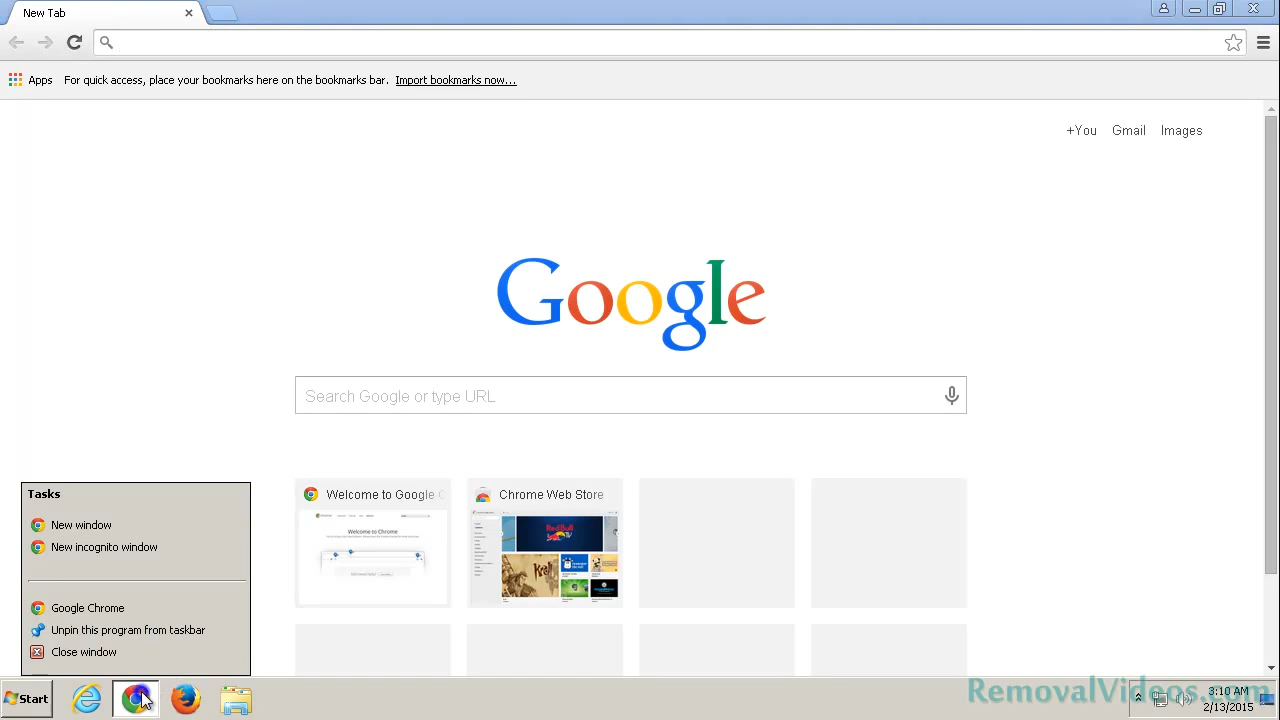 New Tab
Apps For quick access, place your bookmarks here on the bookmarks bar. Import bookmarks now...
+You Gmail Images
Google
Search Google or type URL
Welcome to Google C
Chrome Web Store
Welcome to Chrome
RedBull
Tasks
New window
New incognito window
Google Chrome
Unpin this program from taskbar
Close window
Start
RemovalVideos.com
3:10 AM
2/13/2015